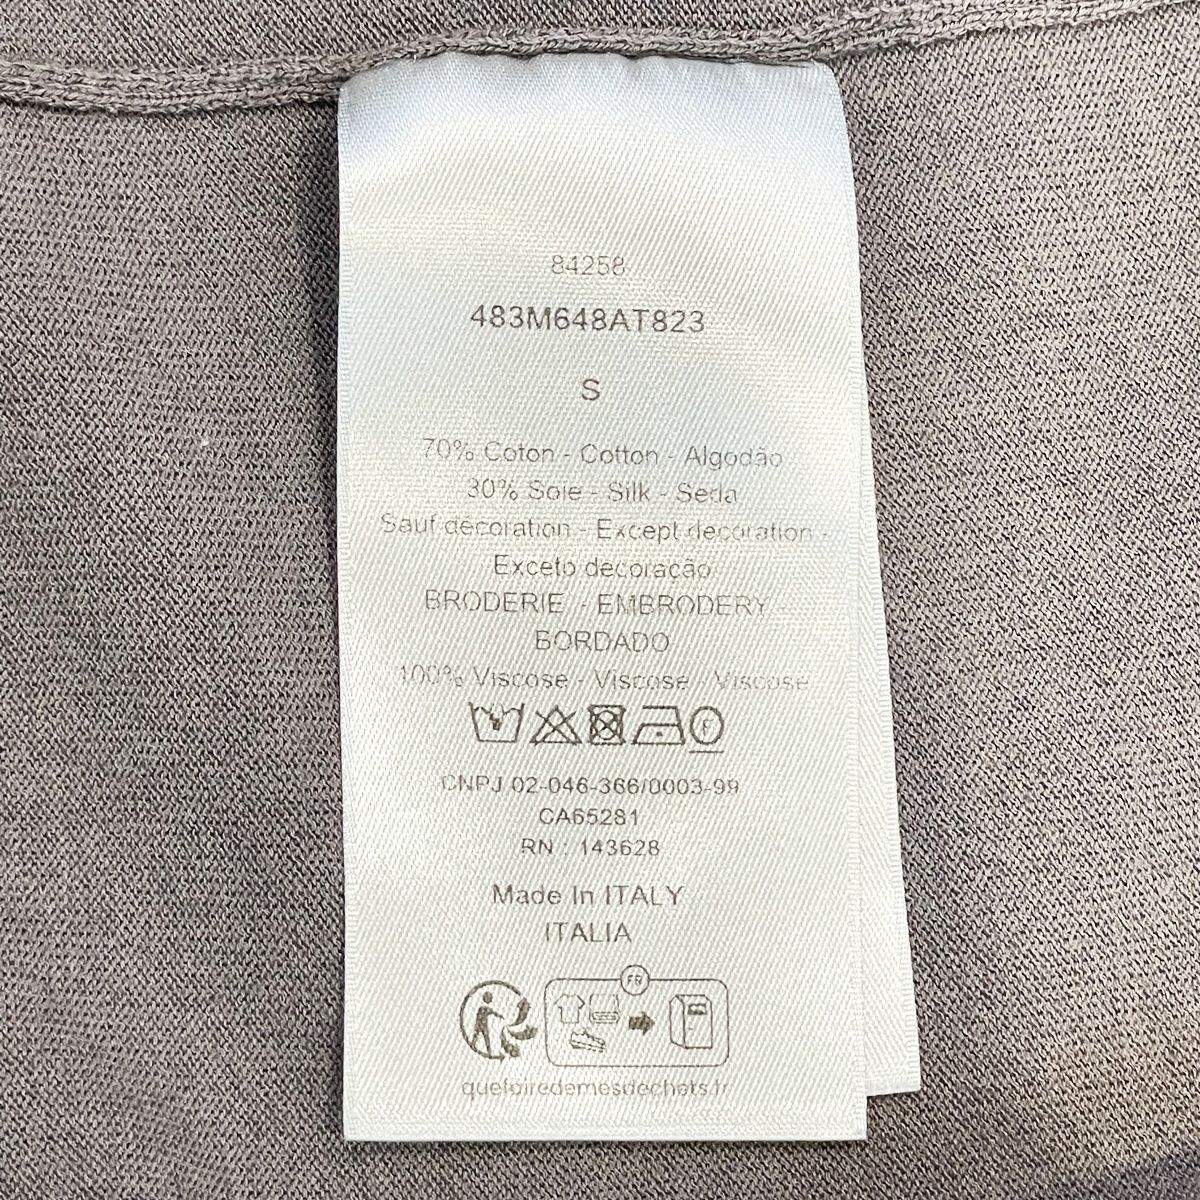 84258
483M648AT823
S
70% Coton - Cotton - Algodão
30% Soie - Silk - Seda
Sauf décoration - Except decoration -
Exceto decoração
BRODERIE - EMBRODERY -
BORDADO
100% Viscose - Viscose - Viscose
F
CNPJ 02-046-366/0003-99
CA65281
RN : 143628
Made In ITALY
ITALIA
FR
quefairedemesdechets.fr